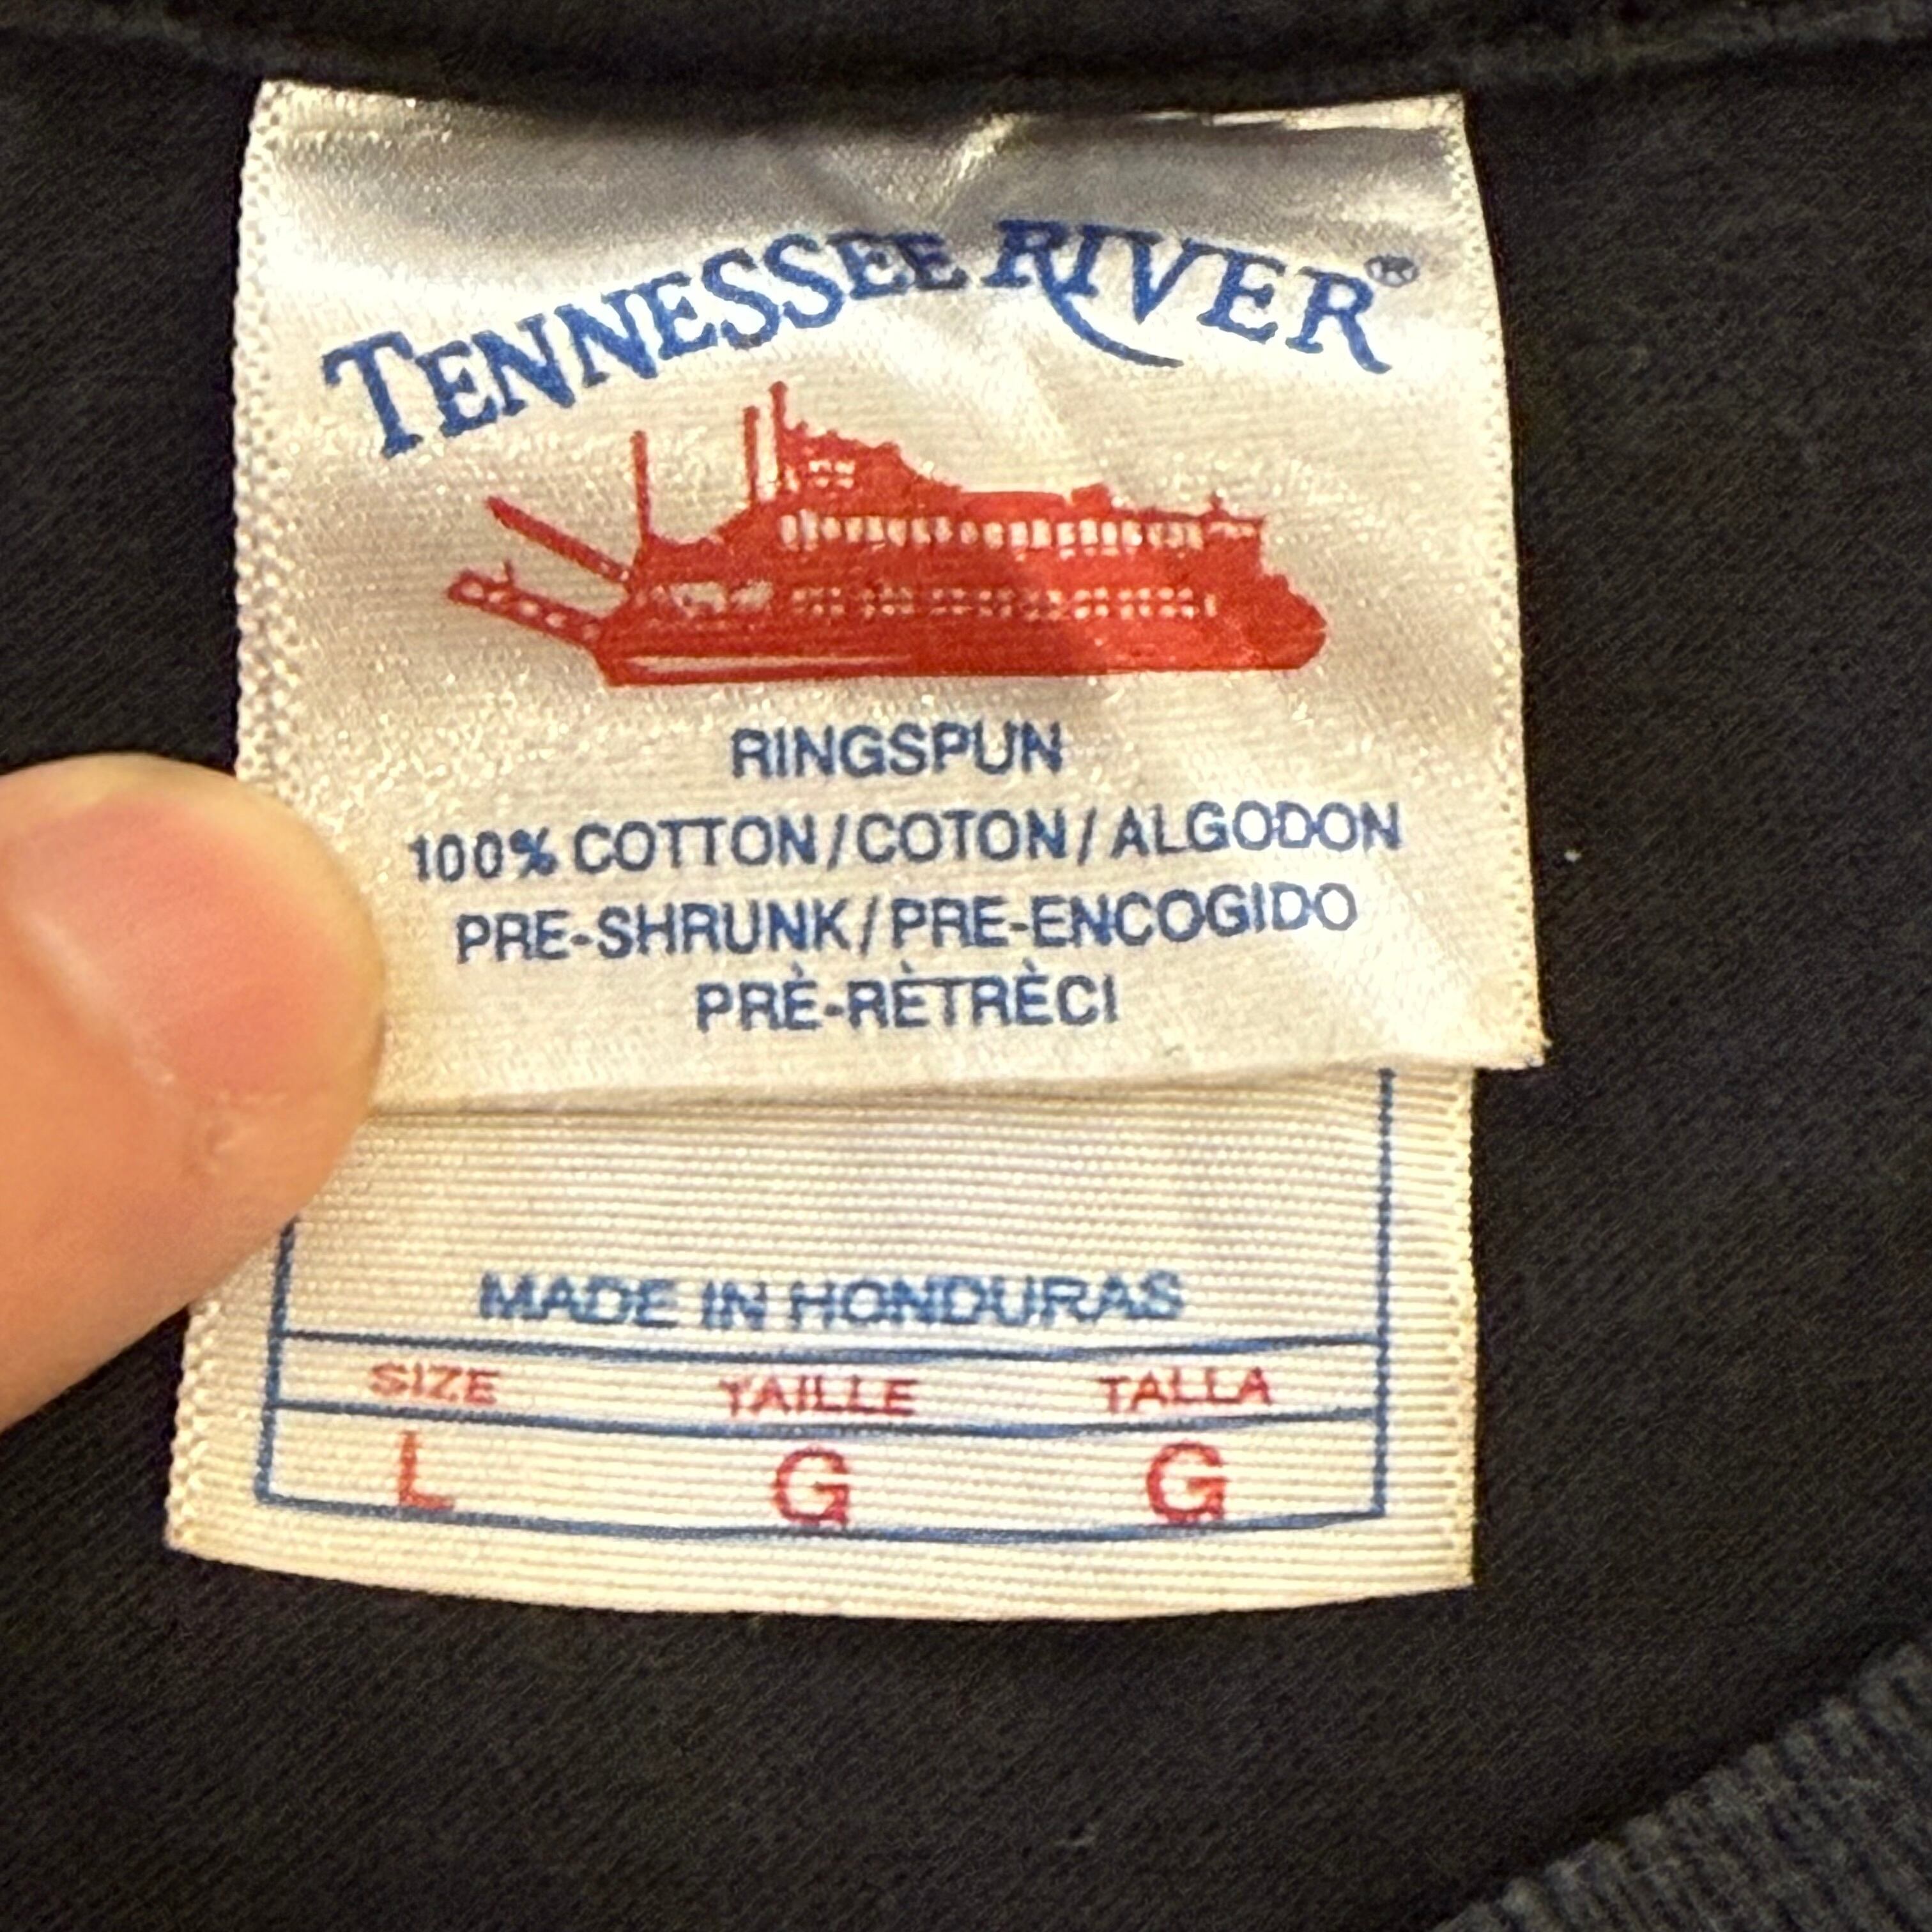 TENNESSEE RIVER®
RINGSPUN
100% COTTON/COTON/ALGODON
PRE-SHRUNK/PRE-ENCOGIDO
PRÈ-RÈTRÈCI
MADE IN HONDURAS
SIZE TAILLE TALLA
L G G